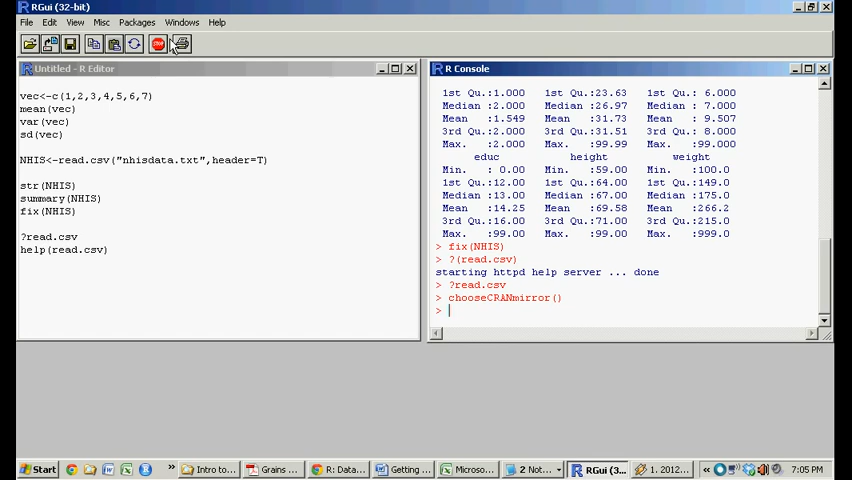 RGui (32-bit)
File Edit View Misc Packages Windows Help
STOP
Untitled - R Editor
vec<-c(1,2,3,4,5,6,7)
mean(vec)
var(vec)
sd(vec)
NHIS<-read.csv("nhisdata.txt",header=T)
str(NHIS)
summary(NHIS)
fix(NHIS)
?read.csv
help(read.csv)
R Console
1st Qu.:1.000 1st Qu.:23.63 1st Qu.: 6.000
Median :2.000 Median :26.97 Median : 7.000
Mean :1.549 Mean :31.73 Mean : 9.507
3rd Qu.:2.000 3rd Qu.:31.51 3rd Qu.: 8.000
Max. :2.000 Max. :99.99 Max. :99.000
educ height weight
Min. : 0.00 Min. :59.00 Min. :100.0
1st Qu.:12.00 1st Qu.:64.00 1st Qu.:149.0
Median :13.00 Median :67.00 Median :175.0
Mean :14.25 Mean :69.58 Mean :266.2
3rd Qu.:16.00 3rd Qu.:71.00 3rd Qu.:215.0
Max. :99.00 Max. :99.00 Max. :999.0
> fix(NHIS)
> ?(read.csv)
starting httpd help server ... done
> ?read.csv
> chooseCRANmirror()
>
Start » Intro to... Grains ... R: Data... Getting ... Microso... 2 Not... RGui (3... 1. 2012... « 7:05 PM